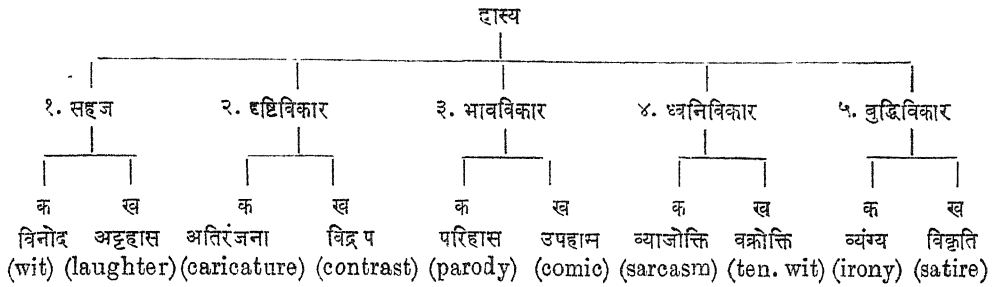 हास्य
१. सहज २. दृष्टिविकार ३. भावविकार ४. ध्वनिविकार ५. बुद्धिविकार
क ख क ख क ख क ख क ख
विनोद अट्टहास अतिरंजना विद्रप परिहास उपहास व्याजोक्ति वक्रोक्ति व्यंग्य विकृति
(wit) (laughter) (caricature) (contrast) (parody) (comic) (sarcasm) (ten. wit) (irony) (satire)